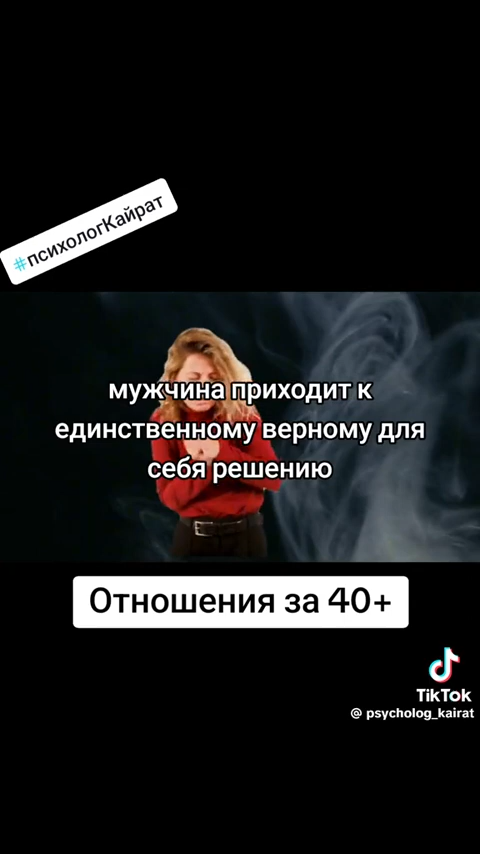 #психологКайрат
мужчина приходит к
единственному верному для
себя решению
Отношения за 40+
TikTok
@ psycholog_kairat